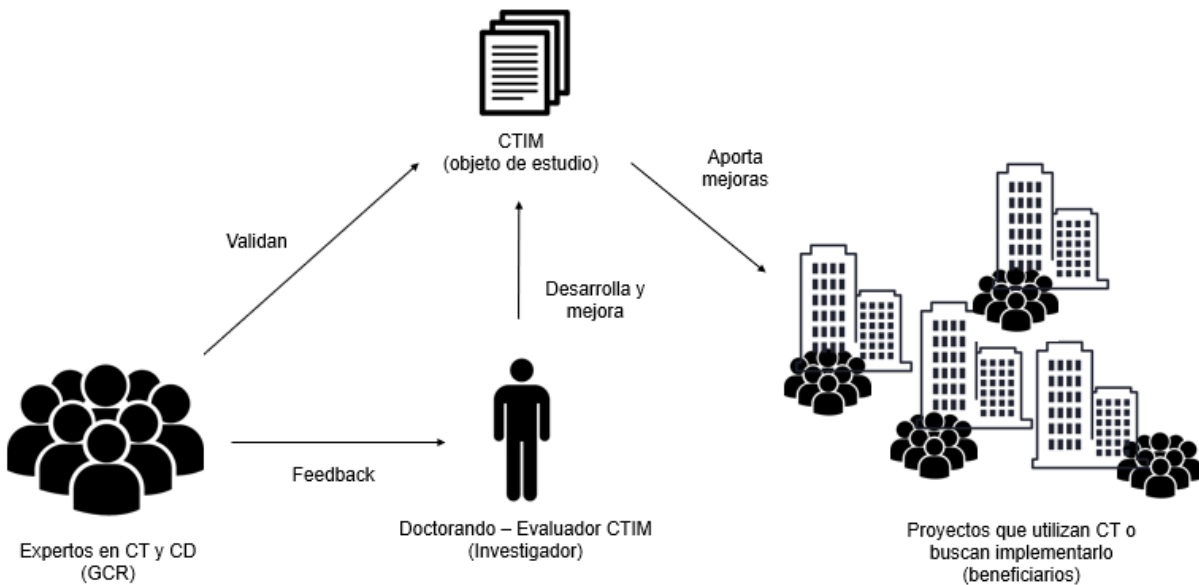 CTIM
(objeto de estudio)
Aporta
mejoras
Validan
Desarrolla y
mejora
Feedback
Expertos en CT y CD
(GCR)
Doctorando – Evaluador CTIM
(Investigador)
Proyectos que utilizan CT o
buscan implementarlo
(beneficiarios)